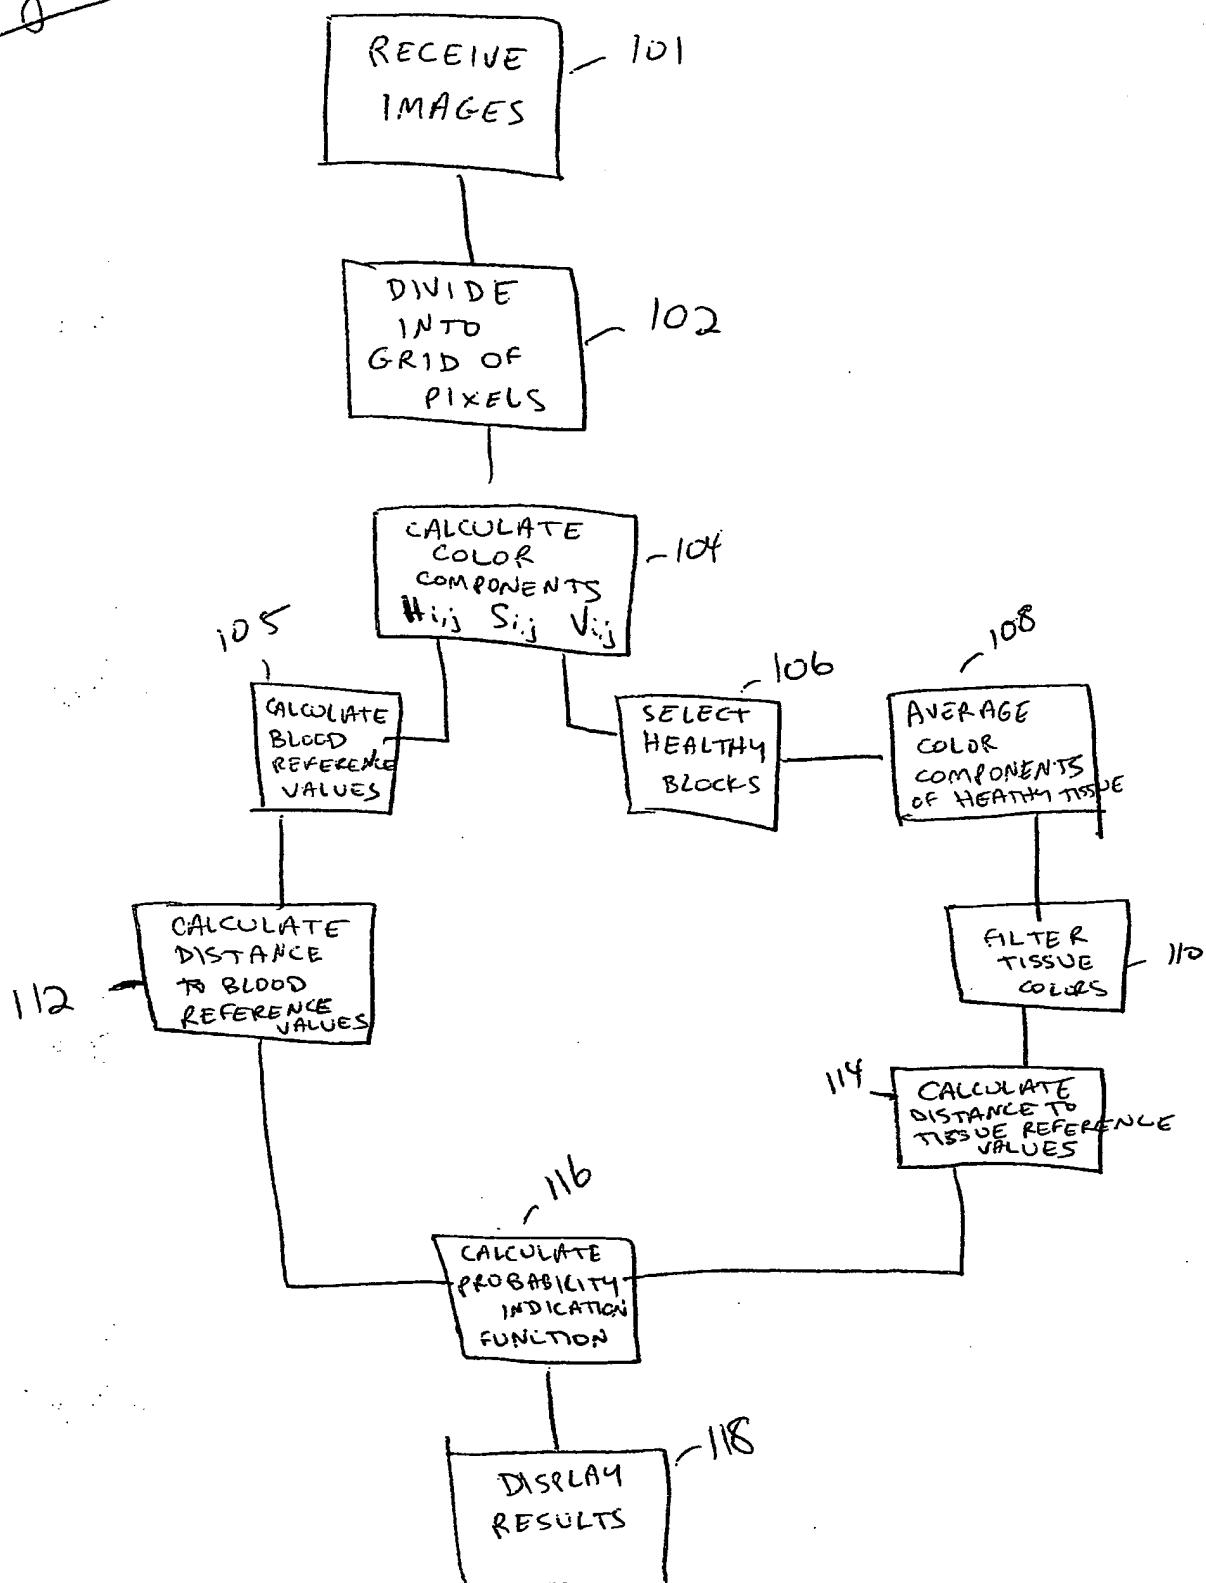 RECEIVE
IMAGES
101
DIVIDE
INTO
GRID OF
PIXELS
102
CALCULATE
COLOR
COMPONENTS
Hi,j Si,j Vi,j
104
105
CALCULATE
BLOOD
REFERENCE
VALUES
106
SELECT
HEALTHY
BLOCKS
108
AVERAGE
COLOR
COMPONENTS
OF HEATHY TISSUE
CALCULATE
DISTANCE
TO BLOOD
REFERENCE
VALUES
112
FILTER
TISSUE
COLORS
110
114
CALCULATE
DISTANCE TO
TISSUE REFERENCE
VALUES
116
CALCULATE
PROBABILITY
INDICATION
FUNCTION
118
DISPLAY
RESULTS